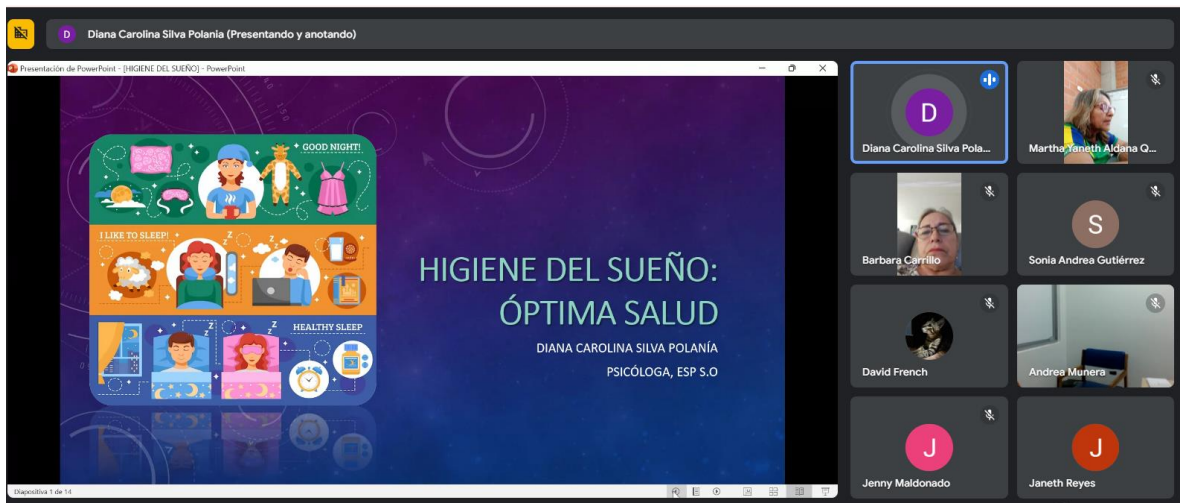 D Diana Carolina Silva Polania (Presentando y anotando)
Presentación de PowerPoint - [HIGIENE DEL SUEÑO] - PowerPoint
GOOD NIGHT!
I LIKE TO SLEEP!
HEALTHY SLEEP
HIGIENE DEL SUEÑO:
ÓPTIMA SALUD
DIANA CAROLINA SILVA POLANÍA
PSICÓLOGA, ESP S.O
Diapositiva 1 de 14
D
Diana Carolina Silva Pola...
Martha Yaneth Aldana Q...
Barbara Carrillo
S
Sonia Andrea Gutiérrez
David French
Andrea Munera
J
Jenny Maldonado
J
Janeth Reyes